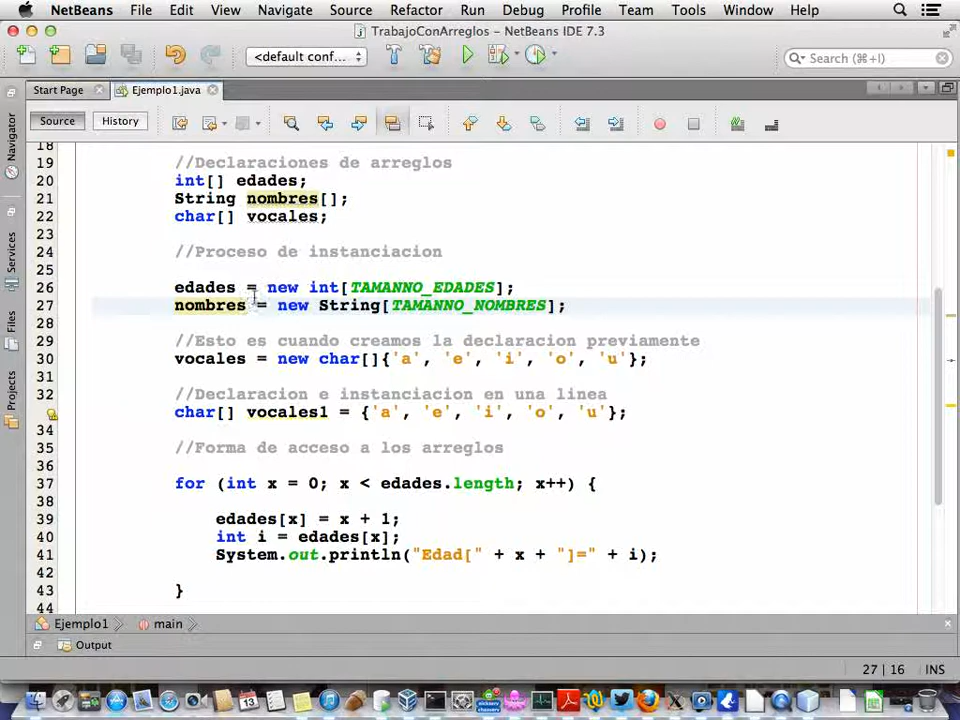 NetBeans File Edit View Navigate Source Refactor Run Debug Profile Team Tools Window Help
TrabajoConArreglos – NetBeans IDE 7.3
<default conf...
Search (⌘+I)
Start Page
Ejemplo1.java
Source History
Navigator
Services
Files
Projects
18
19 //Declaraciones de arreglos
20 int[] edades;
21 String nombres[];
22 char[] vocales;
23
24 //Proceso de instanciacion
25
26 edades = new int[TAMANNO_EDADES];
27 nombres = new String[TAMANNO_NOMBRES];
28
29 //Esto es cuando creamos la declaracion previamente
30 vocales = new char[]{'a', 'e', 'i', 'o', 'u'};
31
32 //Declaracion e instanciacion en una linea
char[] vocales1 = {'a', 'e', 'i', 'o', 'u'};
34
35 //Forma de acceso a los arreglos
36
37 for (int x = 0; x < edades.length; x++) {
38
39 edades[x] = x + 1;
40 int i = edades[x];
41 System.out.println("Edad[" + x + "]=" + i);
42
43 }
44
Ejemplo1 main
Output
27 | 16 INS